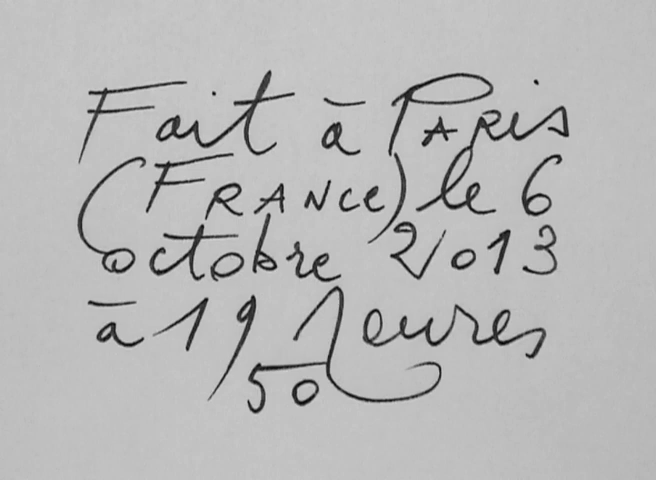 Fait à Paris
(France) le 6
octobre 2013
à 19 heures
50